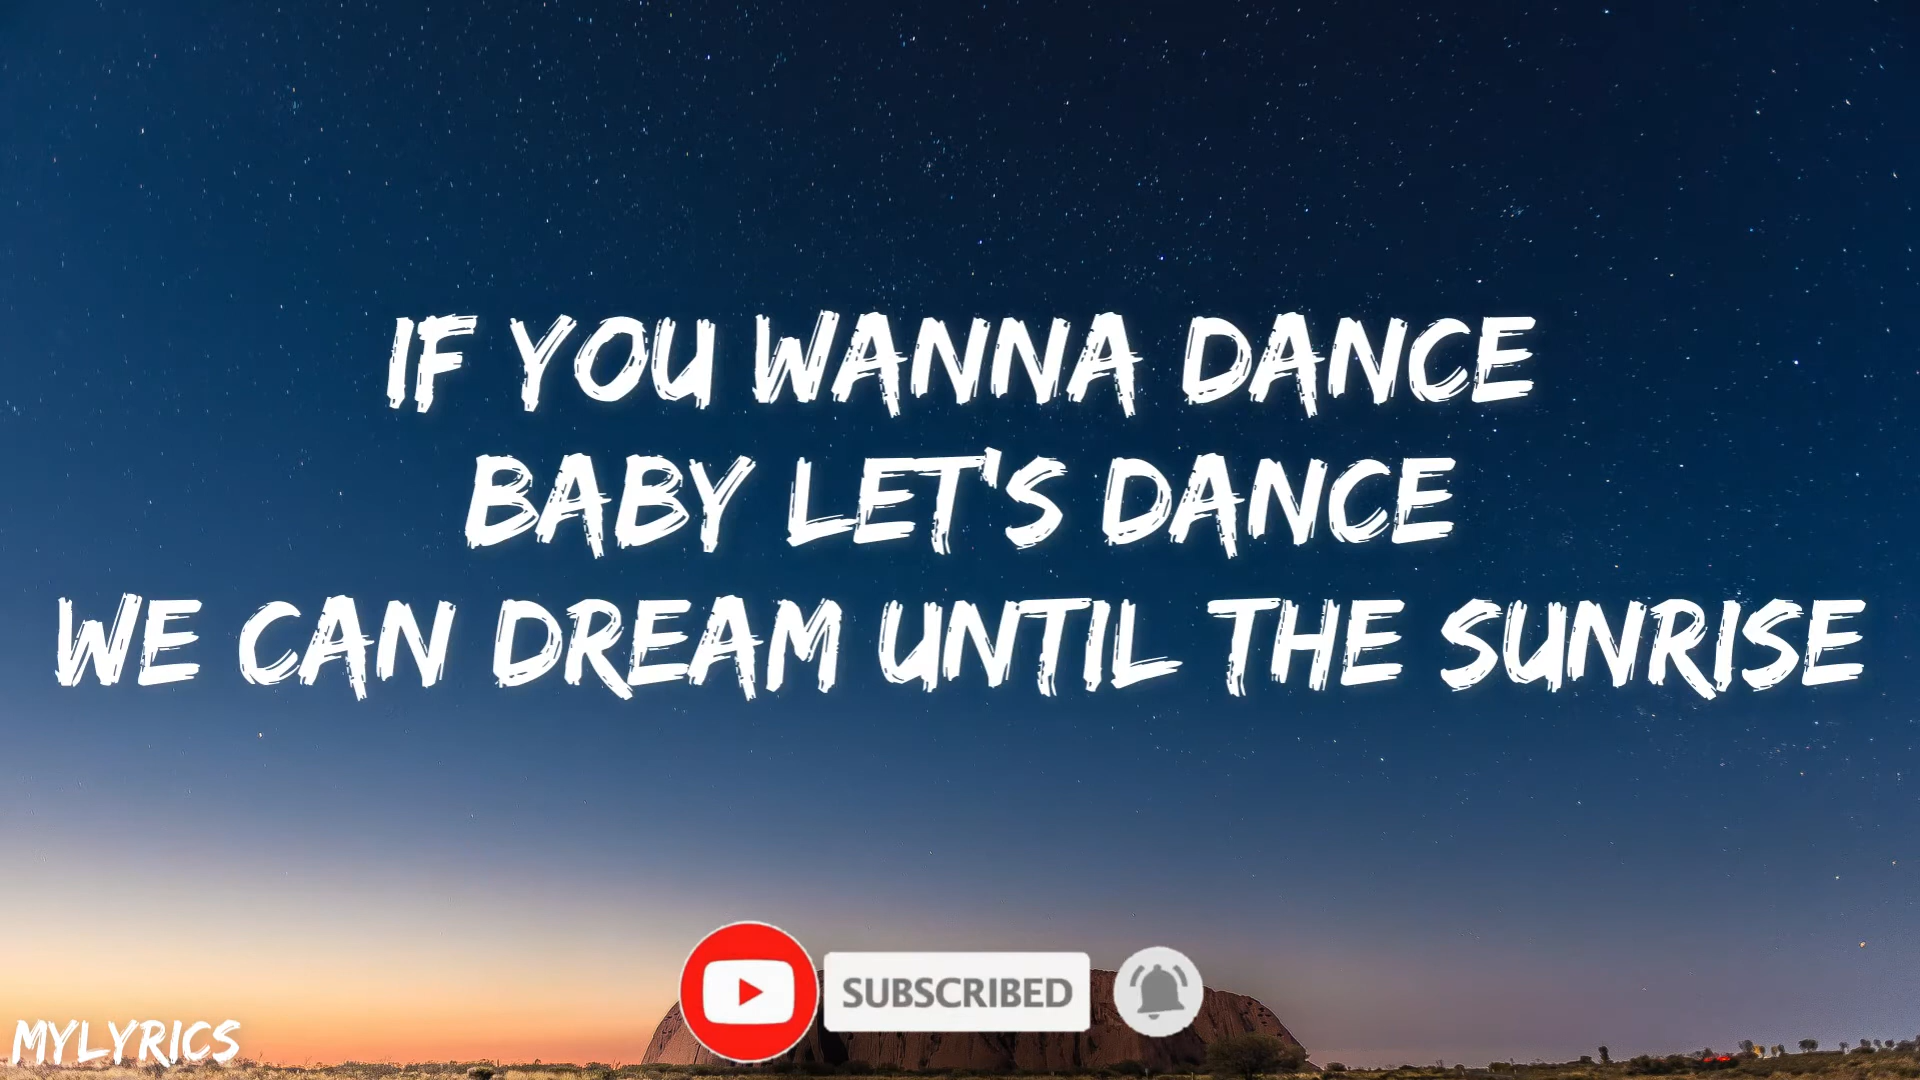 IF YOU WANNA DANCE
BABY LET'S DANCE
WE CAN DREAM UNTIL THE SUNRISE
SUBSCRIBED
MYLYRICS